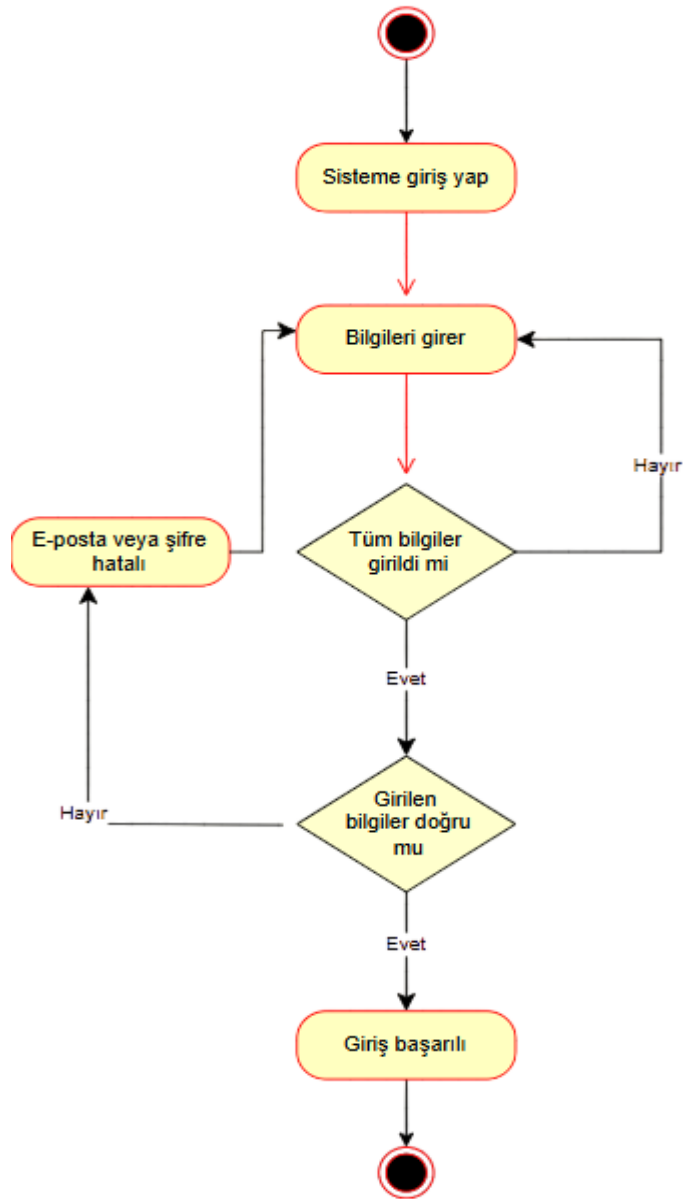 Sisteme giriş yap
Bilgileri girer
Hayır
E-posta veya şifre
hatalı
Tüm bilgiler
girildi mi
Evet
Girilen
bilgiler doğru
mu
Hayır
Evet
Giriş başarılı